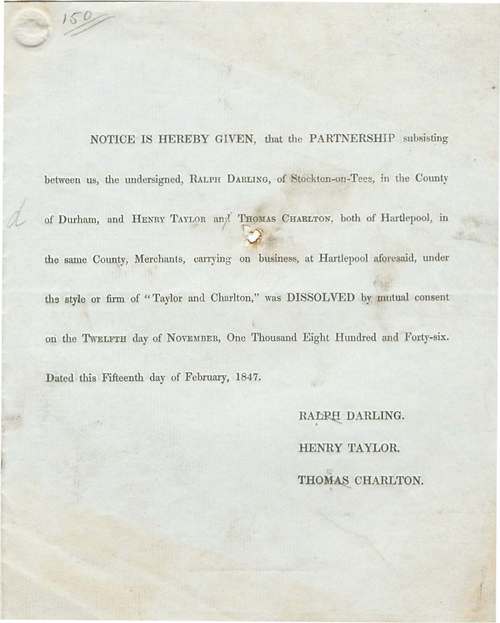 150
NOTICE IS HEREBY GIVEN, that the PARTNERSHIP subsisting
between us, the undersigned, RALPH DARLING, of Stockton-on-Tees, in the County
d
of Durham, and HENRY TAYLOR and THOMAS CHARLTON, both of Hartlepool, in
the same County, Merchants, carrying on business, at Hartlepool aforesaid, under
the style or firm of "Taylor and Charlton," was DISSOLVED by mutual consent
on the TWELFTH day of NOVEMBER, One Thousand Eight Hundred and Forty-six.
Dated this Fifteenth day of February, 1847.
RALPH DARLING.
HENRY TAYLOR.
THOMAS CHARLTON.